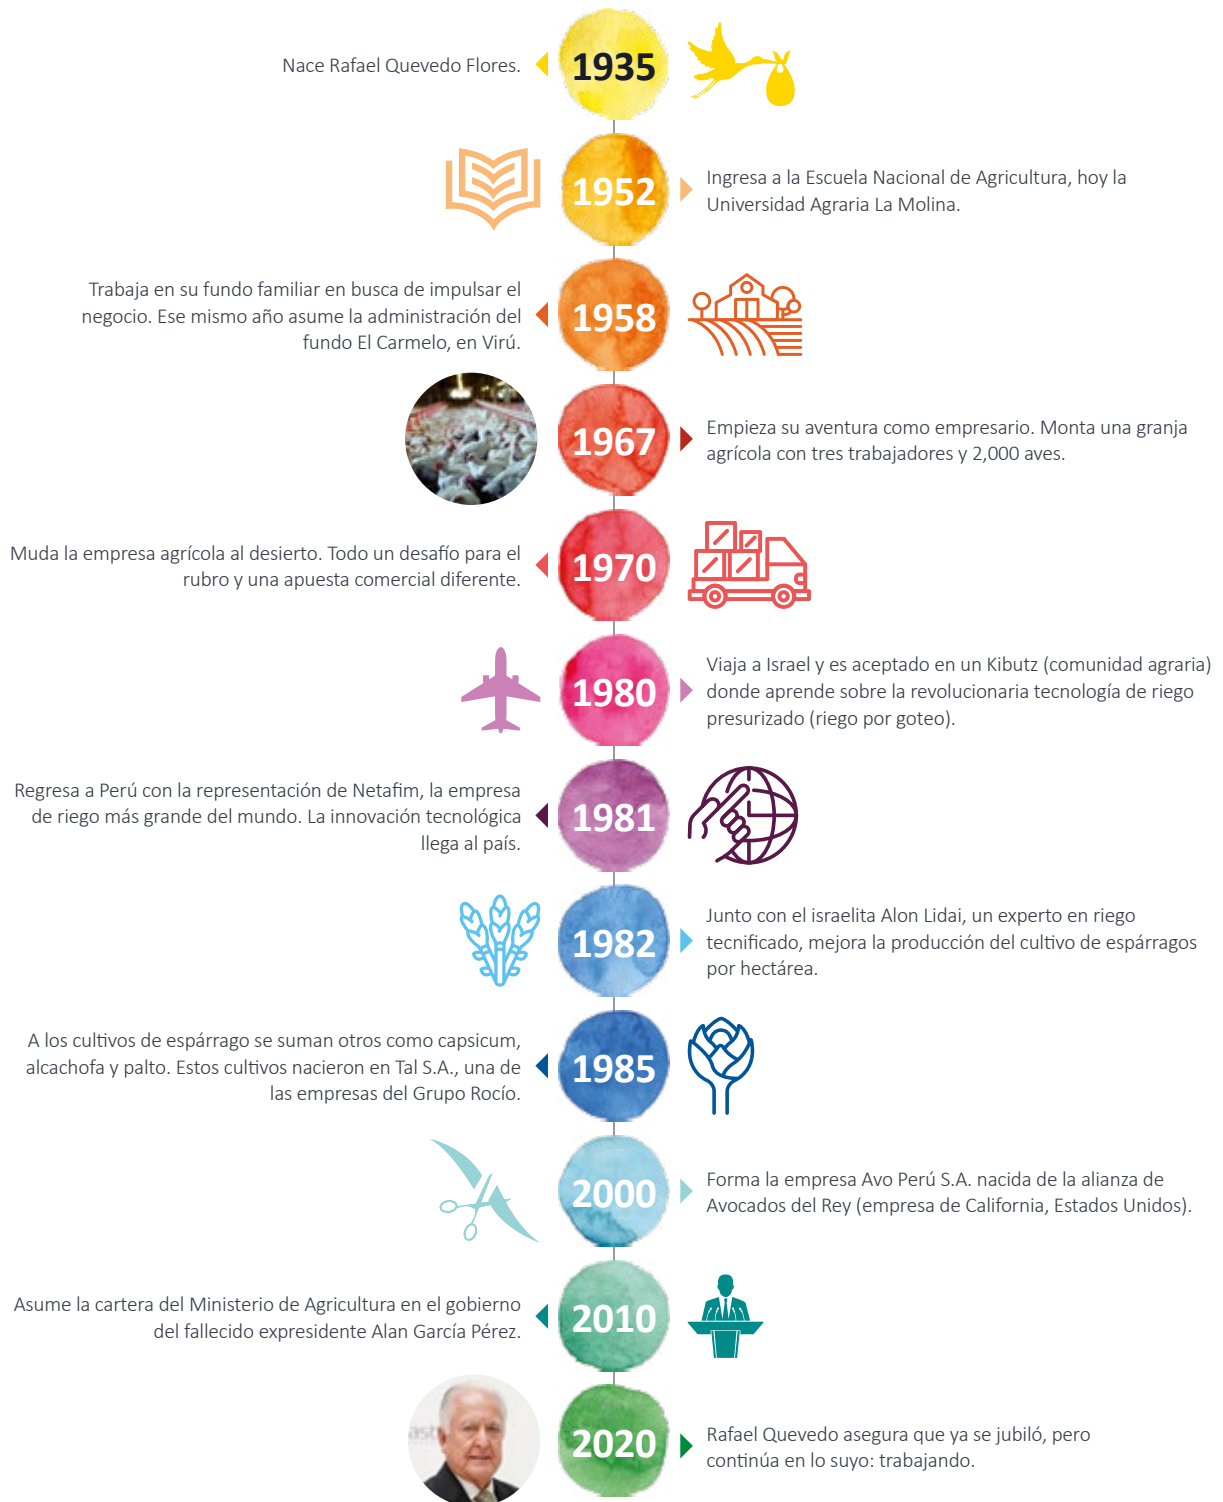 Nace Rafael Quevedo Flores.
1935
1952
Ingresa a la Escuela Nacional de Agricultura, hoy la
Universidad Agraria La Molina.
Trabaja en su fundo familiar en busca de impulsar el
negocio. Ese mismo año asume la administración del
fundo El Carmelo, en Virú.
1958
1967
Empieza su aventura como empresario. Monta una granja
agrícola con tres trabajadores y 2,000 aves.
Muda la empresa agrícola al desierto. Todo un desafío para el
rubro y una apuesta comercial diferente.
1970
1980
Viaja a Israel y es aceptado en un Kibutz (comunidad agraria)
donde aprende sobre la revolucionaria tecnología de riego
presurizado (riego por goteo).
Regresa a Perú con la representación de Netafim, la empresa
de riego más grande del mundo. La innovación tecnológica
llega al país.
1981
1982
Junto con el israelita Alon Lidai, un experto en riego
tecnificado, mejora la producción del cultivo de espárragos
por hectárea.
A los cultivos de espárrago se suman otros como capsicum,
alcachofa y palto. Estos cultivos nacieron en Tal S.A., una de
las empresas del Grupo Rocío.
1985
2000
Forma la empresa Avo Perú S.A. nacida de la alianza de
Avocados del Rey (empresa de California, Estados Unidos).
Asume la cartera del Ministerio de Agricultura en el gobierno
del fallecido expresidente Alan García Pérez.
2010
2020
Rafael Quevedo asegura que ya se jubiló, pero
continúa en lo suyo: trabajando.